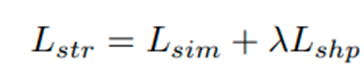 L_{str} = L_{sim} + λL_{shp}